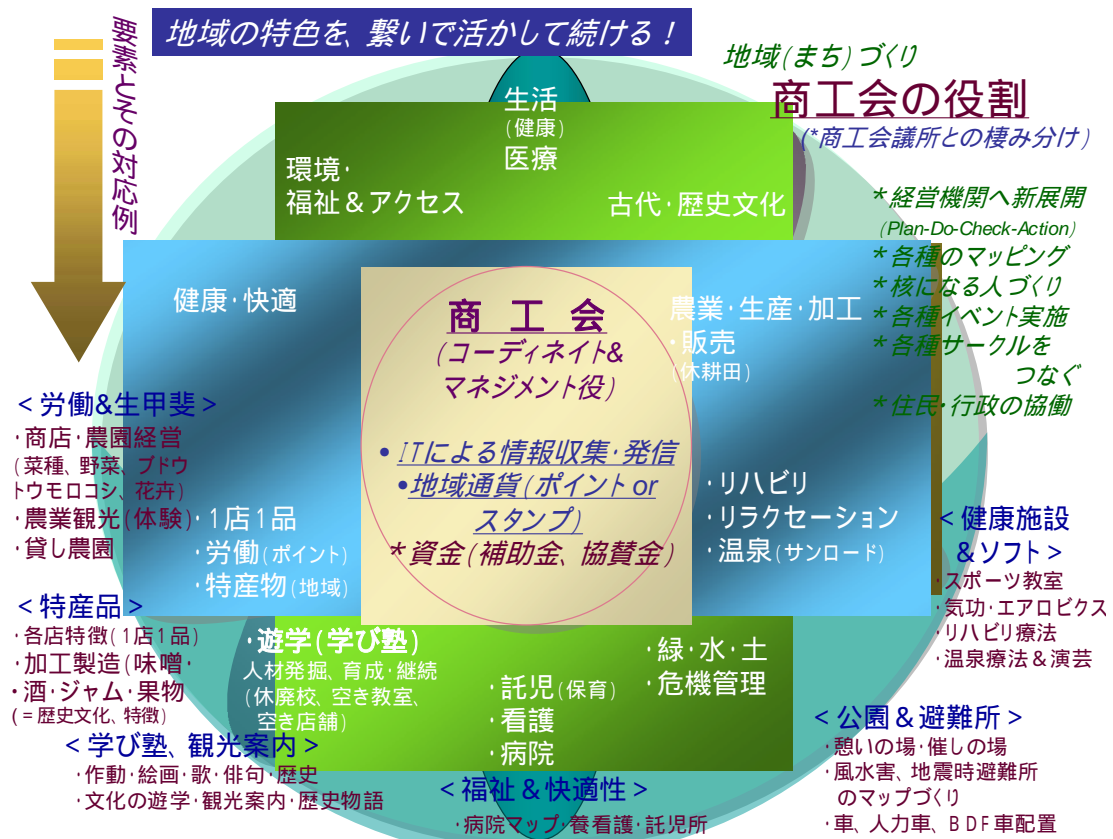 地域の特色を、繋いで活かして続ける！
要素とその対応例
地域(まち)づくり
商工会の役割
(*商工会議所との棲み分け)
生活
(健康)
医療
環境・
福祉＆アクセス
古代・歴史文化
*経営機関へ新展開
(Plan-Do-Check-Action)
*各種のマッピング
*核になる人づくり
*各種イベント実施
*各種サークルを
つなぐ
*住民・行政の協働
健康・快適
商 工 会
(コーディネイト&
マネジメント役)
農業・生産・加工
・販売
(休耕田)
• ITによる情報収集・発信
•地域通貨(ポイント or
スタンプ)
*資金(補助金、協賛金)
<労働&生甲斐>
・商店・農園経営
(菜種、野菜、ブドウ
トウモロコシ、花卉)
・農業観光(体験)
・貸し農園
・1店1品
・労働(ポイント)
・特産物(地域)
・リハビリ
・リラクセーション
・温泉(サンロード)
<健康施設
＆ソフト>
・スポーツ教室
・気功・エアロビクス
・リハビリ療法
・温泉療法＆演芸
<特産品>
・各店特徴(1店1品)
・加工製造(味噌・
・酒・ジャム・果物
(=歴史文化、特徴)
・遊学(学び塾)
人材発掘、育成・継続
(休廃校、空き教室、
空き店舗)
・託児(保育)
・看護
・病院
・緑・水・土
・危機管理
<学び塾、観光案内>
・作動・絵画・歌・俳句・歴史
・文化の遊学・観光案内・歴史物語
<福祉＆快適性>
・病院マップ・養看護・託児所
<公園＆避難所>
・憩いの場・催しの場
・風水害、地震時避難所
のマップづくり
・車、人力車、BDF車配置